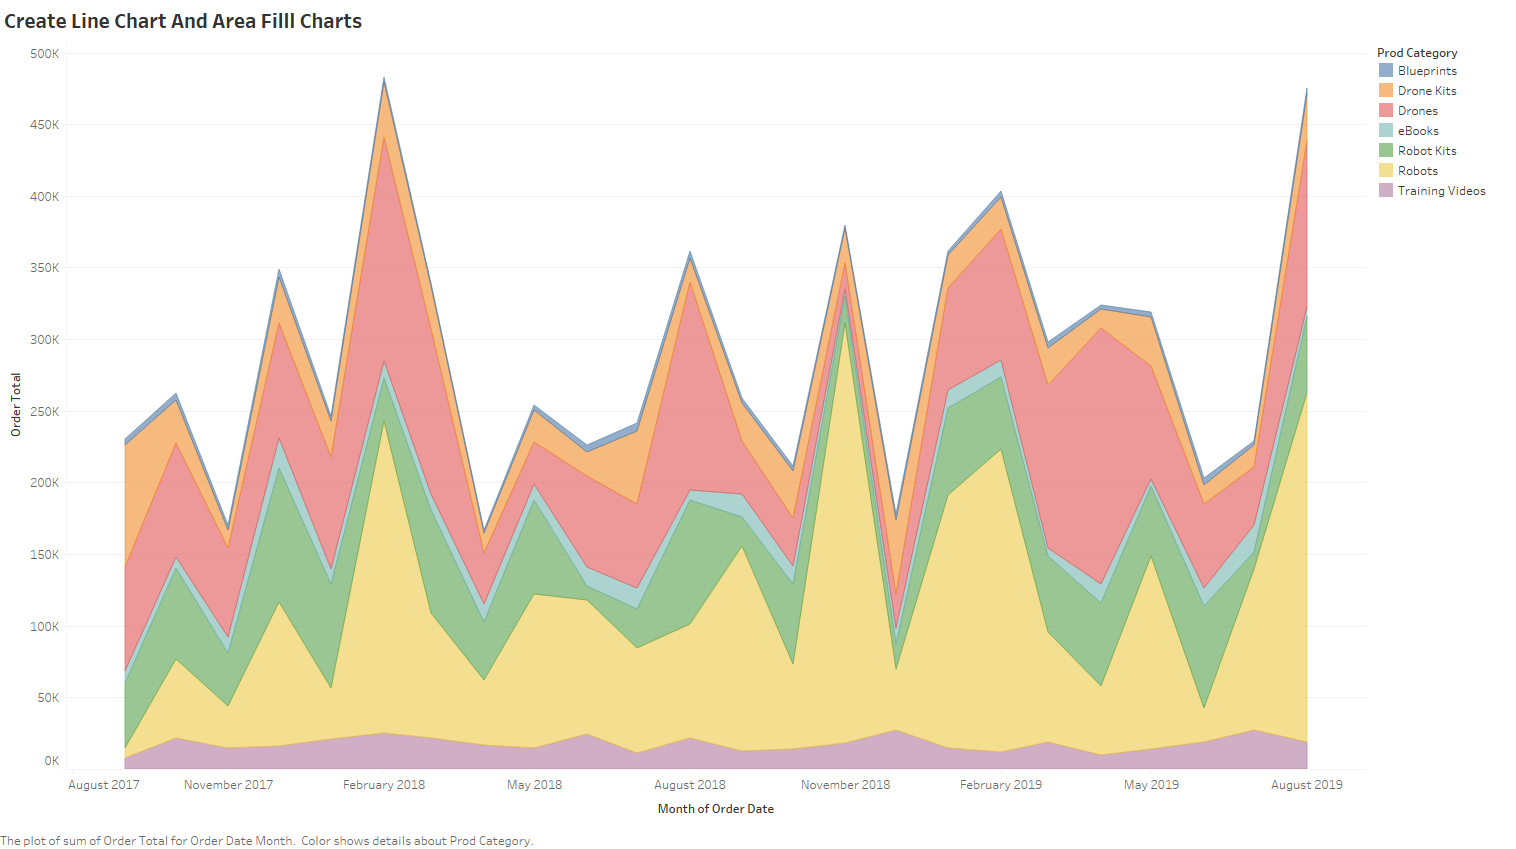 Create Line Chart And Area Filll Charts
500K
450K
400K
350K
300K
250K
200K
150K
100K
50K
0K
Order Total
August 2017 November 2017 February 2018 May 2018 August 2018 November 2018 February 2019 May 2019 August 2019
Month of Order Date
Prod Category
Blueprints
Drone Kits
Drones
eBooks
Robot Kits
Robots
Training Videos
The plot of sum of Order Total for Order Date Month.  Color shows details about Prod Category.